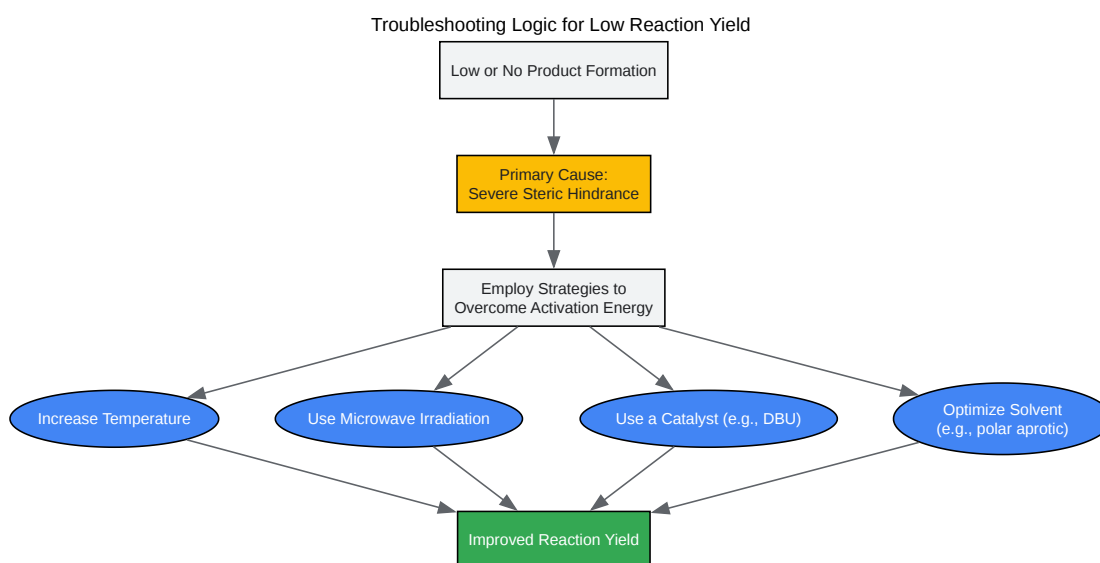 Troubleshooting Logic for Low Reaction Yield
Low or No Product Formation
Primary Cause:
Severe Steric Hindrance
Employ Strategies to
Overcome Activation Energy
Increase Temperature
Use Microwave Irradiation
Use a Catalyst (e.g., DBU)
Optimize Solvent
(e.g., polar aprotic)
Improved Reaction Yield